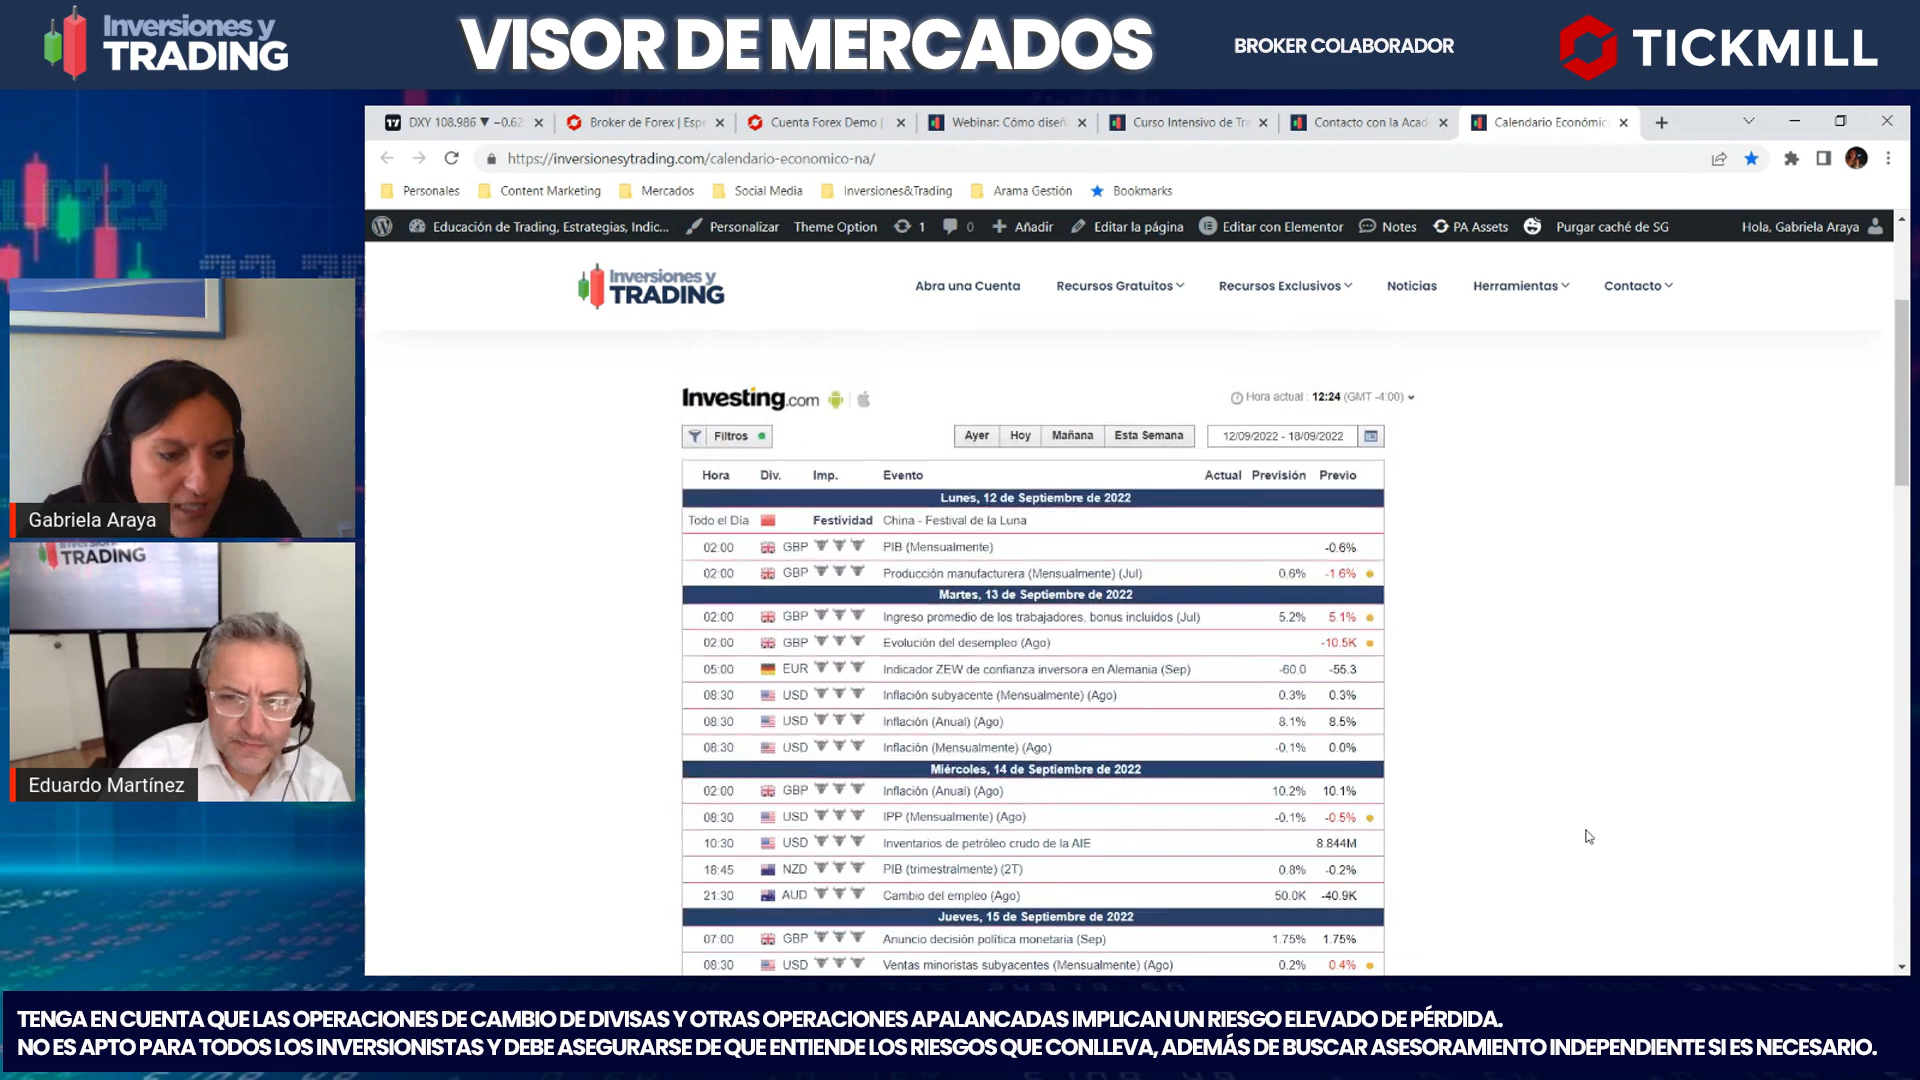 Inversiones y
TRADING
VISOR DE MERCADOS
BROKER COLABORADOR
TICKMILL
DXY 108.986 ▼ −0.62
Broker de Forex | Esp
Cuenta Forex Demo |
Webinar: Cómo diseñ
Curso Intensivo de Tra
Contacto con la Acad
Calendario Económic
https://inversionesytrading.com/calendario-economico-na/
Personales
Content Marketing
Mercados
Social Media
Inversiones&Trading
Arama Gestión
Bookmarks
Educación de Trading, Estrategias, Indic...
Personalizar
Theme Option
1
0
Añadir
Editar la página
Editar con Elementor
Notes
PA Assets
Purgar caché de SG
Hola, Gabriela Araya
Inversiones y
TRADING
Abra una Cuenta
Recursos Gratuitos
Recursos Exclusivos
Noticias
Herramientas
Contacto
Investing.com
Hora actual : 12:24 (GMT -4:00)
Filtros
Ayer
Hoy
Mañana
Esta Semana
12/09/2022 - 18/09/2022
Hora Div. Imp. Evento Actual Previsión Previo
Lunes, 12 de Septiembre de 2022
Todo el Día Festividad China - Festival de la Luna
02:00 GBP PIB (Mensualmente) -0.6%
02:00 GBP Producción manufacturera (Mensualmente) (Jul) 0.6% -1.6%
Martes, 13 de Septiembre de 2022
02:00 GBP Ingreso promedio de los trabajadores, bonus incluidos (Jul) 5.2% 5.1%
02:00 GBP Evolución del desempleo (Ago) -10.5K
05:00 EUR Indicador ZEW de confianza inversora en Alemania (Sep) -60.0 -55.3
08:30 USD Inflación subyacente (Mensualmente) (Ago) 0.3% 0.3%
08:30 USD Inflación (Anual) (Ago) 8.1% 8.5%
08:30 USD Inflación (Mensualmente) (Ago) -0.1% 0.0%
Miércoles, 14 de Septiembre de 2022
02:00 GBP Inflación (Anual) (Ago) 10.2% 10.1%
08:30 USD IPP (Mensualmente) (Ago) -0.1% -0.5%
10:30 USD Inventarios de petróleo crudo de la AIE 8.844M
18:45 NZD PIB (trimestralmente) (2T) 0.8% -0.2%
21:30 AUD Cambio del empleo (Ago) 50.0K -40.9K
Jueves, 15 de Septiembre de 2022
07:00 GBP Anuncio decisión política monetaria (Sep) 1.75% 1.75%
08:30 USD Ventas minoristas subyacentes (Mensualmente) (Ago) 0.2% 0.4%
Gabriela Araya
TRADING
Eduardo Martínez
TENGA EN CUENTA QUE LAS OPERACIONES DE CAMBIO DE DIVISAS Y OTRAS OPERACIONES APALANCADAS IMPLICAN UN RIESGO ELEVADO DE PÉRDIDA.
NO ES APTO PARA TODOS LOS INVERSIONISTAS Y DEBE ASEGURARSE DE QUE ENTIENDE LOS RIESGOS QUE CONLLEVA, ADEMÁS DE BUSCAR ASESORAMIENTO INDEPENDIENTE SI ES NECESARIO.